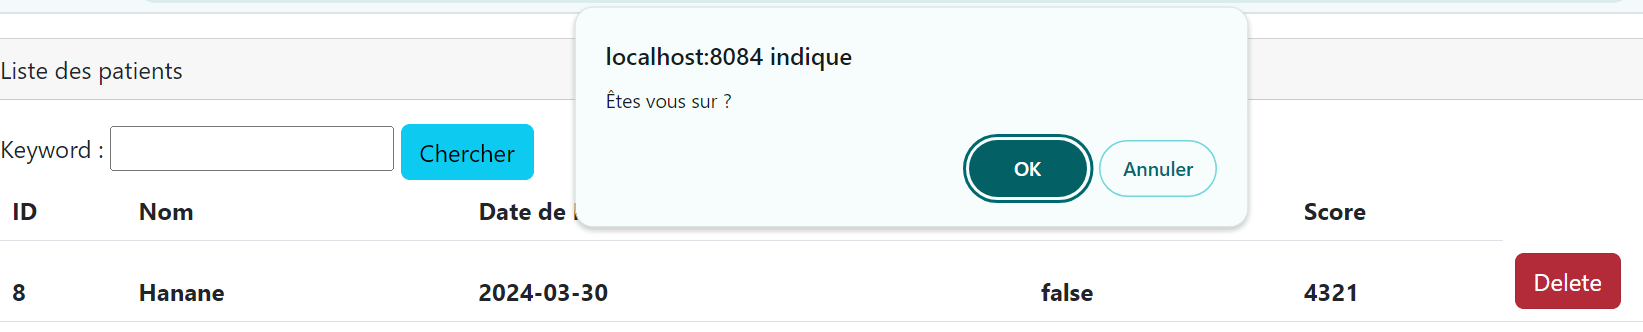 localhost:8084 indique
Êtes vous sur ?
OK Annuler
Liste des patients
Keyword : Chercher
ID Nom Date de Score
8 Hanane 2024-03-30 false 4321 Delete